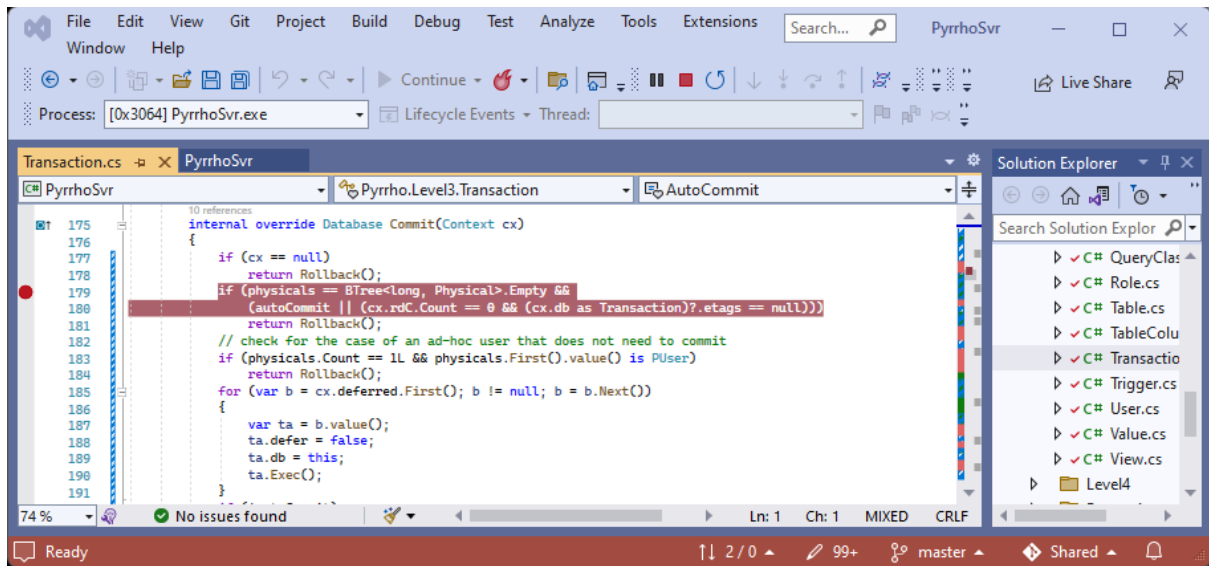 File Edit View Git Project Build Debug Test Analyze Tools Extensions Search... PyrrhoSvr
Window Help
Continue Live Share
Process: [0x3064] PyrrhoSvr.exe Lifecycle Events Thread:
Transaction.cs PyrrhoSvr Solution Explorer
C# PyrrhoSvr Pyrrho.Level3.Transaction AutoCommit
10 references
175 internal override Database Commit(Context cx)
176 {
177 if (cx == null)
178 return Rollback();
179 if (physicals == BTree<long, Physical>.Empty &&
180 (autoCommit || (cx.rdC.Count == 0 && (cx.db as Transaction)?.etags == null)))
181 return Rollback();
182 // check for the case of an ad-hoc user that does not need to commit
183 if (physicals.Count == 1L && physicals.First().value() is PUser)
184 return Rollback();
185 for (var b = cx.deferred.First(); b != null; b = b.Next())
186 {
187 var ta = b.value();
188 ta.defer = false;
189 ta.db = this;
190 ta.Exec();
191 }
Search Solution Explor
C# QueryClas
C# Role.cs
C# Table.cs
C# TableColu
C# Transactio
C# Trigger.cs
C# User.cs
C# Value.cs
C# View.cs
Level4
74 % No issues found Ln: 1 Ch: 1 MIXED CRLF
Ready 2 / 0 99+ master Shared